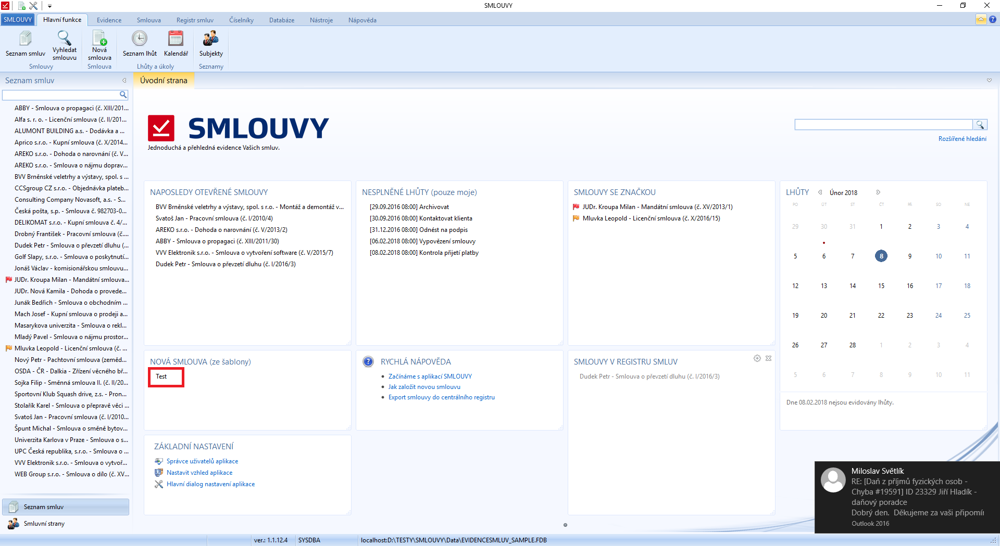 SMLOUVY
SMLOUVY
Hlavní funkce
Evidence
Smlouva
Registr smluv
Číselníky
Databáze
Nástroje
Nápověda
Seznam smluv
Vyhledat
smlouvu
Smlouvy
Nová
smlouva
Smlouva
Seznam lhůt
Kalendář
Lhůty a úkoly
Subjekty
Seznamy
Seznam smluv
ABBY - Smlouva o propagaci (č. XIII/201...
Alfa s. r. o. - Licenční smlouva (č. II/201...
ALUMONT BUILDING a.s. - Dodávka a ...
Aprico s.r.o. - Kupní smlouva (č. X/2014...
AREKO s.r.o. - Dohoda o narovnání (č. V...
AREKO s.r.o. - Smlouva o nájmu doprav...
BVV Brněnské veletrhy a výstavy, spol. s ...
CCSgroup CZ s.r.o. - Objednávka plateb...
Consulting Company Novasoft, a.s. - S...
Česká pošta, s.p. - Smlouva č. 982703-0...
DELIKOMAT s.r.o. - Kupní smlouva č. 4/...
Drobný František - Pracovní smlouva (č....
Dudek Petr - Smlouva o převzetí dluhu (...
Golf Slapy, s.r.o. - Smlouva o poskytnutí...
Jonáš Václav - komisionářskou smlouvu...
JUDr. Kroupa Milan - Mandátní smlouva...
JUDr. Nová Kamila - Dohoda o provede...
Junák Bedřich - Smlouva o obchodním ...
Mach Josef - Kupní smlouva o prodeji a...
Masarykova univerzita - Smlouva o rekl...
Mladý Pavel - Smlouva o nájmu prostor...
Mluvka Leopold - Licenční smlouva (č. ...
Nový Petr - Pachtovní smlouva (zeměd...
OSDA - ČR - Dalkia - Zřízení věcného bř...
Sojka Filip - Směnná smlouva II. (č. II/20...
Sportovní Klub Squash drive, z.s. - Pron...
Stolařík Karel - Smlouva o přepravě věci ...
Svatoš Jan - Pracovní smlouva (č. I/2010...
Špunt Michal - Smlouva o směně bytov...
Univerzita Karlova v Praze - Smlouva o s...
UPC Česká republika, s.r.o. - Smlouva o ...
VVV Elektronik s.r.o. - Smlouva o vytvoř...
WEB Group s.r.o. - Smlouva o dílo (č. XV...
Seznam smluv
Smluvní strany
Úvodní strana
SMLOUVY
Jednoduchá a přehledná evidence Vašich smluv.
Rozšířené hledání
NAPOSLEDY OTEVŘENÉ SMLOUVY
BVV Brněnské veletrhy a výstavy, spol. s r.o. - Montáž a demontáž v...
Svatoš Jan - Pracovní smlouva (č. I/2010/4)
AREKO s.r.o. - Dohoda o narovnání (č. V/2013/2)
ABBY - Smlouva o propagaci (č. XIII/2011/30)
VVV Elektronik s.r.o. - Smlouva o vytvoření software (č. V/2015/7)
Dudek Petr - Smlouva o převzetí dluhu (č. I/2016/3)
NESPLNĚNÉ LHŮTY (pouze moje)
[29.09.2016 08:00] Archivovat
[30.09.2016 08:00] Kontaktovat klienta
[31.12.2016 08:00] Odnést na podpis
[06.02.2018 08:00] Vypovězení smlouvy
[08.02.2018 08:00] Kontrola přijetí platby
SMLOUVY SE ZNAČKOU
JUDr. Kroupa Milan - Mandátní smlouva (č. XV/2013/1)
Mluvka Leopold - Licenční smlouva (č. X/2016/15)
LHŮTY Únor 2018
PO ÚT ST ČT PÁ SO NE
29 30 31 1 2 3 4
5 6 7 8 9 10 11
12 13 14 15 16 17 18
19 20 21 22 23 24 25
26 27 28 1 2 3 4
5 6 7 8 9 10 11
Dne 08.02.2018 nejsou evidovány lhůty.
NOVÁ SMLOUVA (ze šablony)
Test
? RYCHLÁ NÁPOVĚDA
Začínáme s aplikací SMLOUVY
Jak založit novou smlouvu
Export smlouvy do centrálního registru
SMLOUVY V REGISTRU SMLUV
Dudek Petr - Smlouva o převzetí dluhu (č. I/2016/3)
ZÁKLADNÍ NASTAVENÍ
Správce uživatelů aplikace
Nastavit vzhled aplikace
Hlavní dialog nastavení aplikace
Miloslav Světlík
RE: [Daň z příjmů fyzických osob -
Chyba #19591] ID 23329 Jiří Hladík -
daňový poradce
Dobrý den. Děkujeme za vaši připomí
Outlook 2016
ver.: 1.1.12.4
SYSDBA
localhost:D:\TESTY\SMLOUVY\Data\EVIDENCESMLUV_SAMPLE.FDB